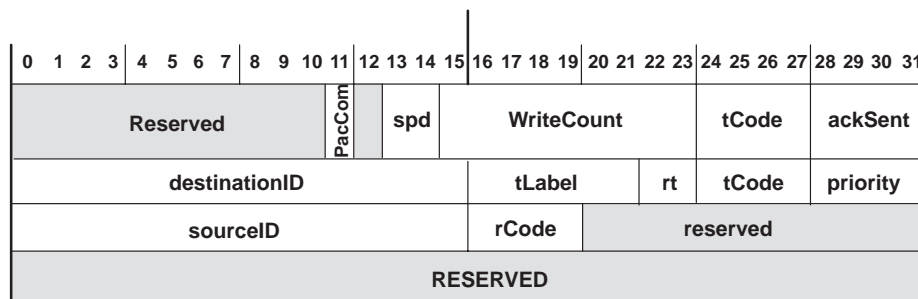 0 1 2 3 4 5 6 7 8 9 10 11 12 13 14 15 16 17 18 19 20 21 22 23 24 25 26 27 28 29 30 31
Reserved PacCom spd WriteCount tCode ackSent
destinationID tLabel rt tCode priority
sourceID rCode reserved
RESERVED